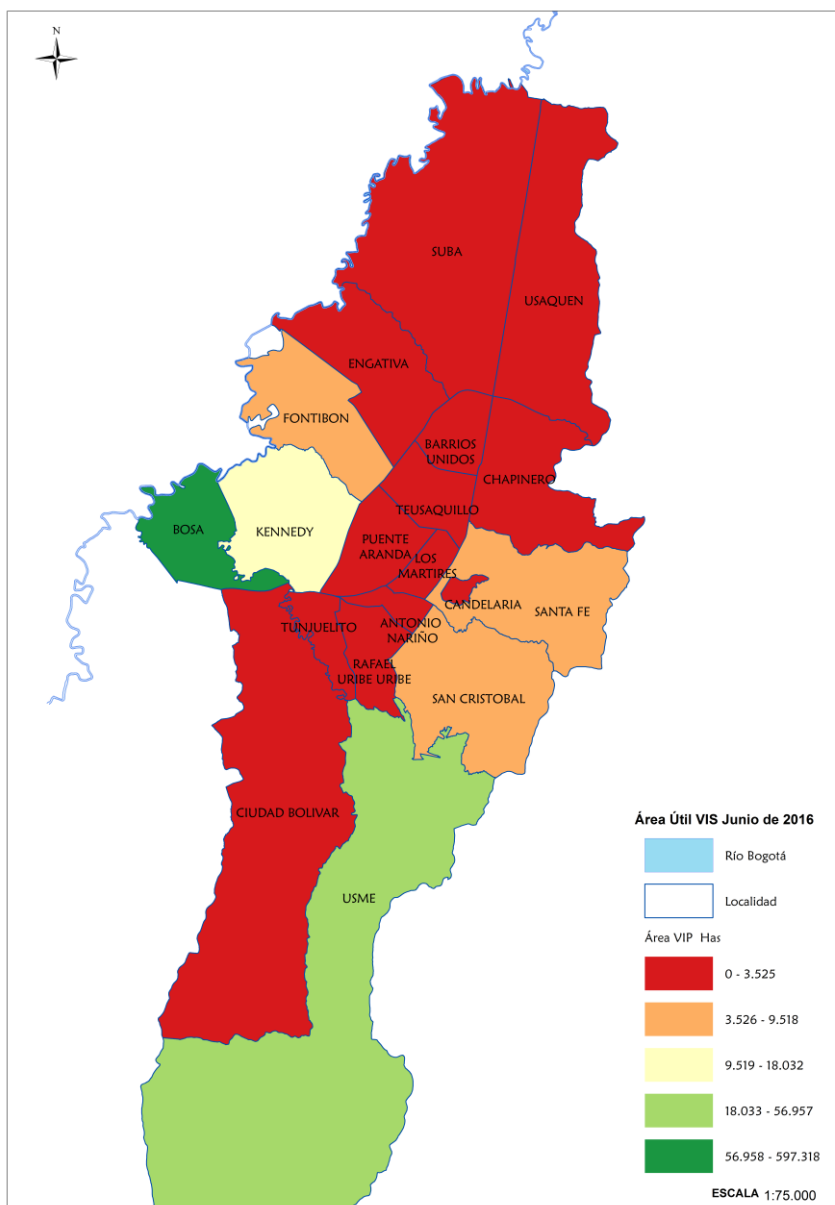 N
SUBA
USAQUEN
ENGATIVA
FONTIBON
BARRIOS
UNIDOS
CHAPINERO
TEUSAQUILLO
BOSA
KENNEDY
PUENTE
ARANDA
LOS
MARTIRES
CANDELARIA
SANTA FE
TUNJUELITO
ANTONIO
NARIÑO
RAFAEL
URIBE URIBE
SAN CRISTOBAL
CIUDAD BOLIVAR
USME
Área Útil VIS Junio de 2016
Río Bogotá
Localidad
Área VIP Has
0 - 3.525
3.526 - 9.518
9.519 - 18.032
18.033 - 56.957
56.958 - 597.318
ESCALA 1:75.000